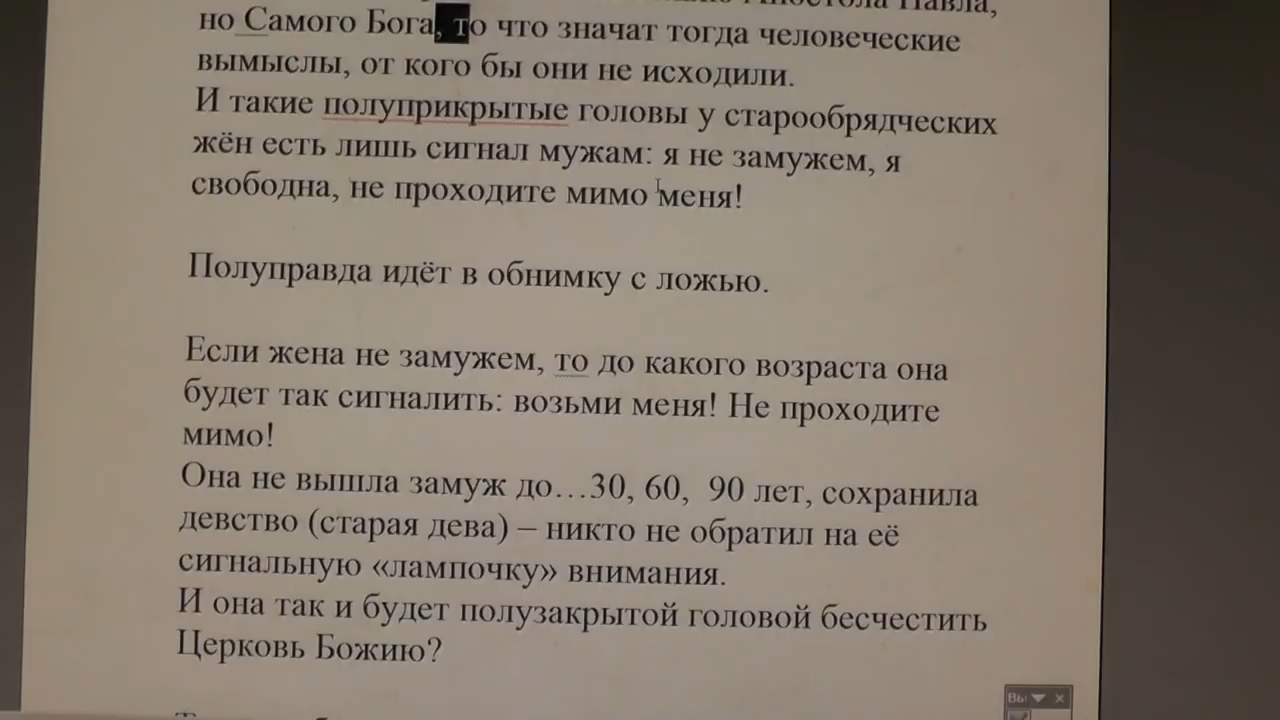 Павла,
но Самого Бога, то что значат тогда человеческие
вымыслы, от кого бы они не исходили.
И такие полуприкрытые головы у старообрядческих
жён есть лишь сигнал мужам: я не замужем, я
свободна, не проходите мимо меня!
Полуправда идёт в обнимку с ложью.
Если жена не замужем, то до какого возраста она
будет так сигналить: возьми меня! Не проходите
мимо!
Она не вышла замуж до…30, 60,  90 лет, сохранила
девство (старая дева) – никто не обратил на её
сигнальную «лампочку» внимания.
И она так и будет полузакрытой головой бесчестить
Церковь Божию?